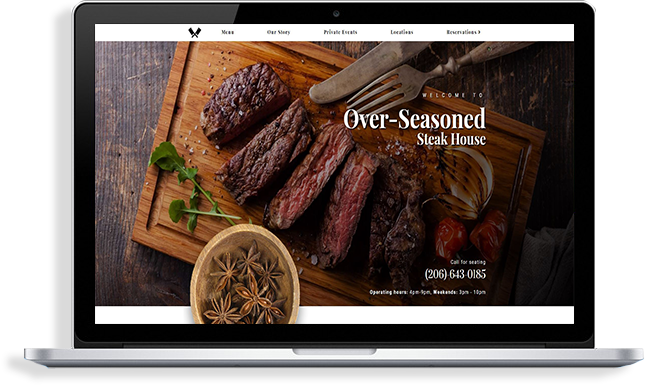 Menu Our Story Private Events Locations Reservations
WELCOME TO
Over-Seasoned
Steak House
Call for seating
(206) 643-0185
Operating hours: 4pm-9pm, Weekends: 3pm - 10pm